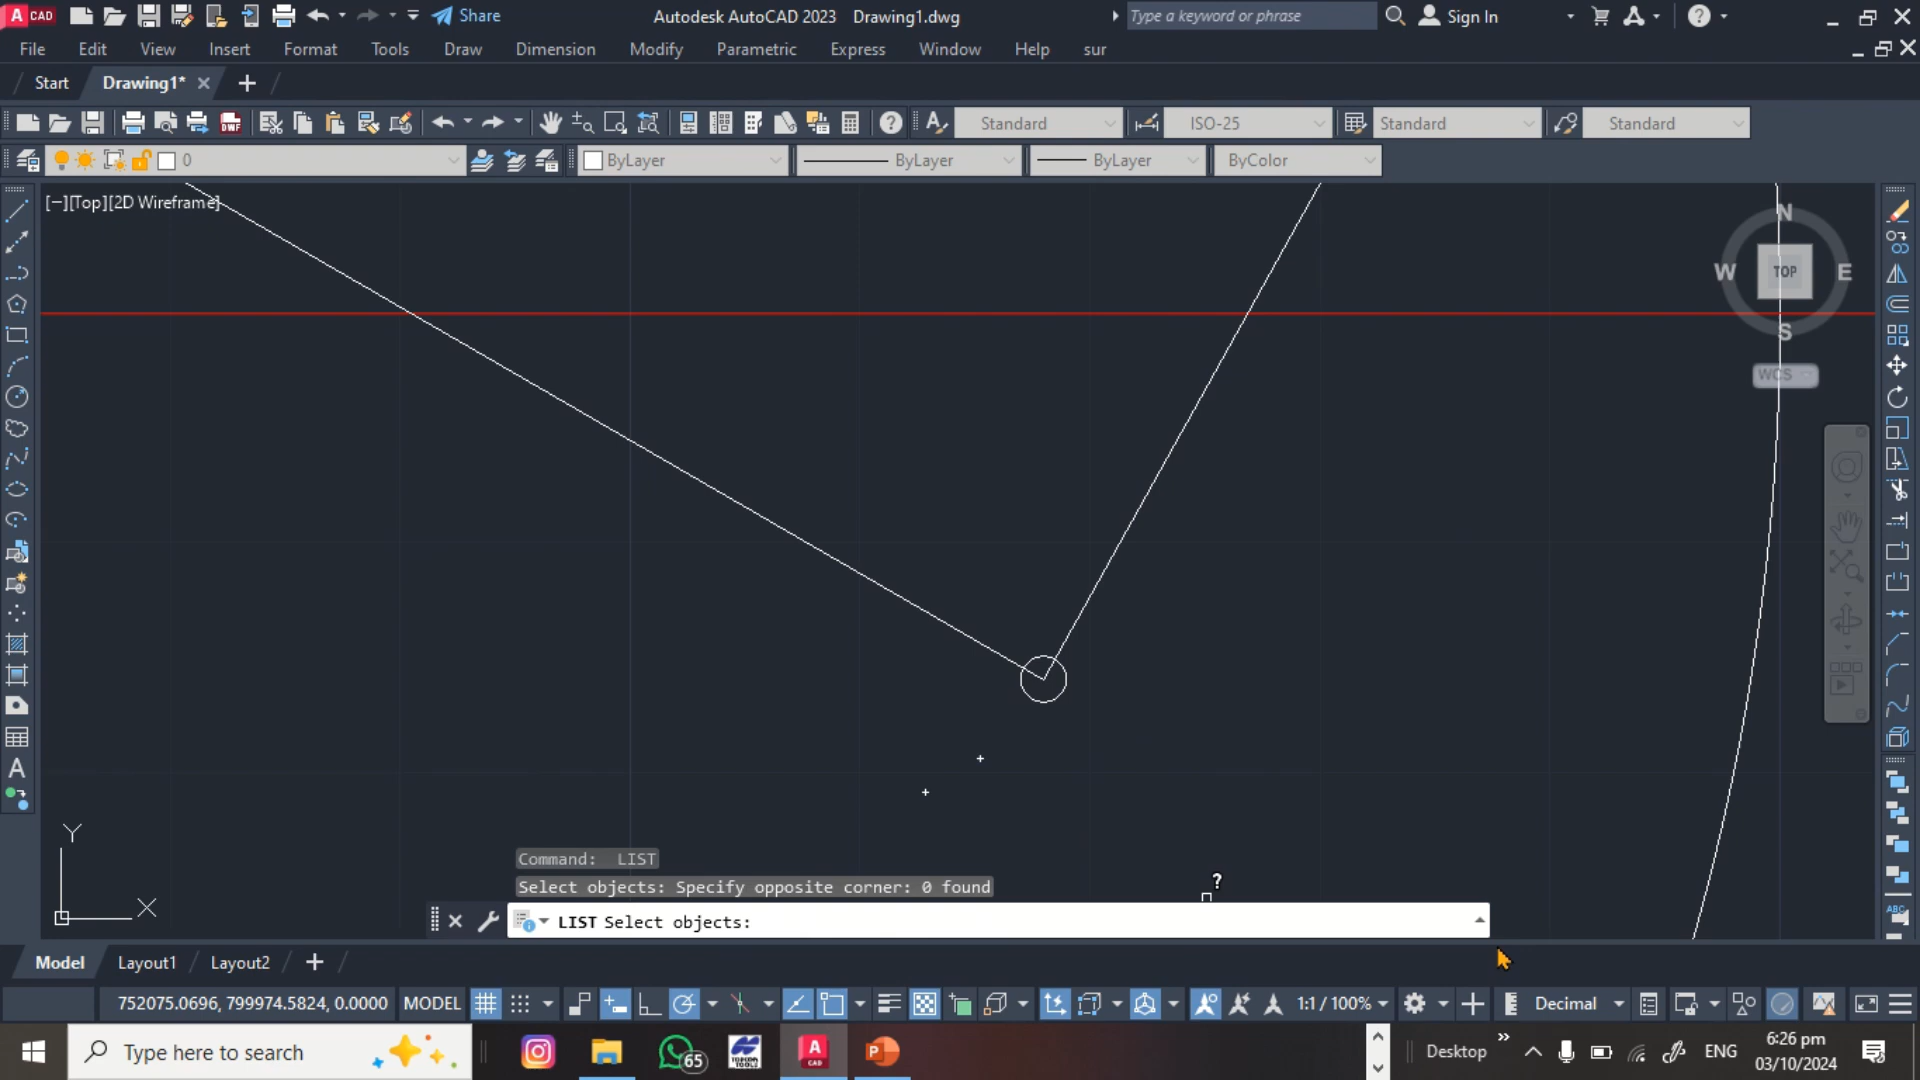 A CAD
Share
Autodesk AutoCAD 2023 Drawing1.dwg
Type a keyword or phrase
Sign In
File Edit View Insert Format Tools Draw Dimension Modify Parametric Express Window Help sur
Start Drawing1* +
DWF Standard ISO-25 Standard Standard
0 ByLayer ByLayer ByLayer ByColor
[−][Top][2D Wireframe]
N
W TOP E
S
WCS
A
Y
X
ABC
?
Command: LIST
Select objects: Specify opposite corner: 0 found
LIST Select objects:
Model Layout1 Layout2 +
752075.0696, 799974.5824, 0.0000 MODEL 1:1 / 100% Decimal
Type here to search
65
A CAD
P
Desktop
ENG
6:26 pm
03/10/2024